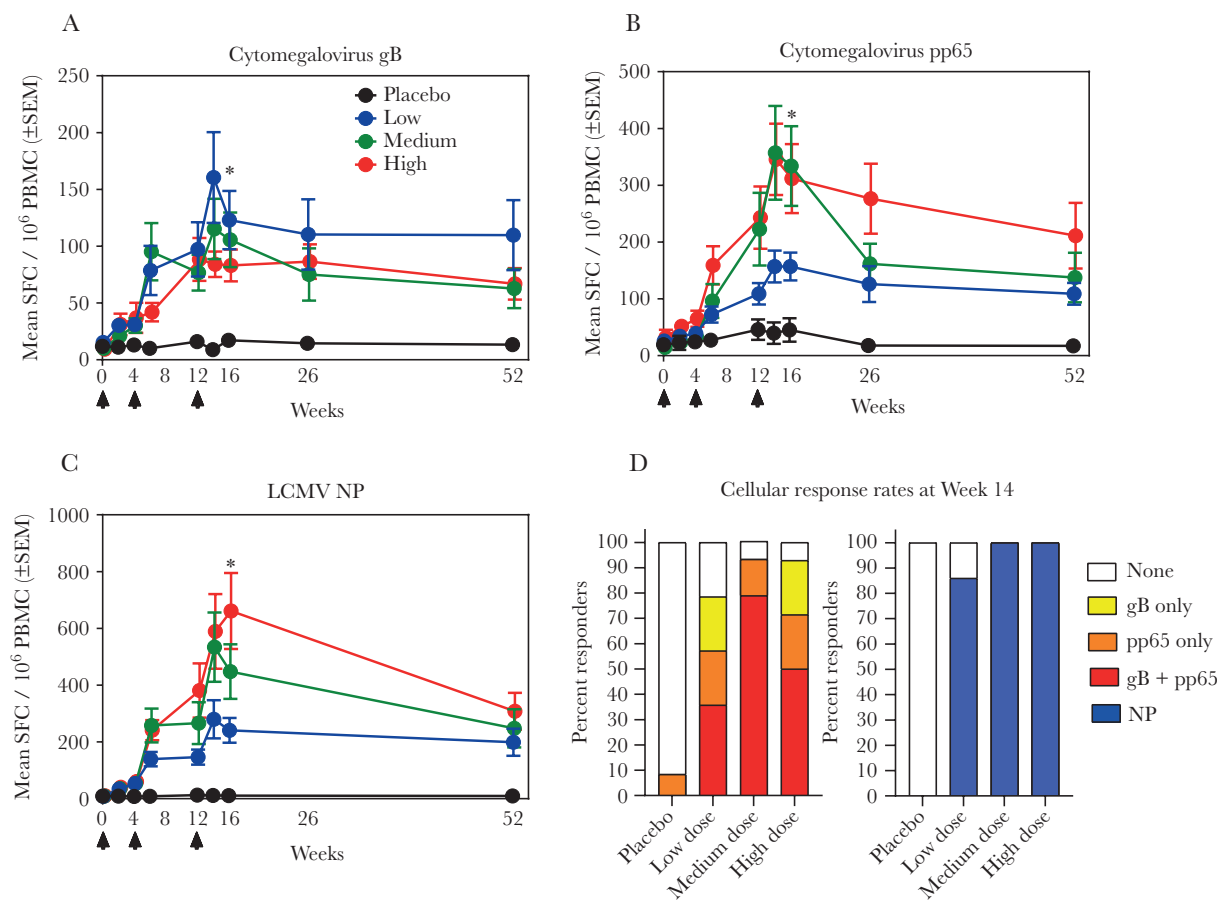 A
Cytomegalovirus gB
Mean SFC / 10⁶ PBMC (±SEM)
250
200
150
100
50
0
Placebo
Low
Medium
High
*
0 4 8 12 16 26 52
Weeks
B
Cytomegalovirus pp65
Mean SFC / 10⁶ PBMC (±SEM)
500
400
300
200
100
0
*
0 4 8 12 16 26 52
Weeks
C
LCMV NP
Mean SFC / 10⁶ PBMC (±SEM)
1000
800
600
400
200
0
*
0 4 8 12 16 26 52
Weeks
D
Cellular response rates at Week 14
Percent responders
100
90
80
70
60
50
40
30
20
10
0
Placebo
Low dose
Medium dose
High dose
Percent responders
100
90
80
70
60
50
40
30
20
10
0
Placebo
Low dose
Medium dose
High dose
None
gB only
pp65 only
gB + pp65
NP